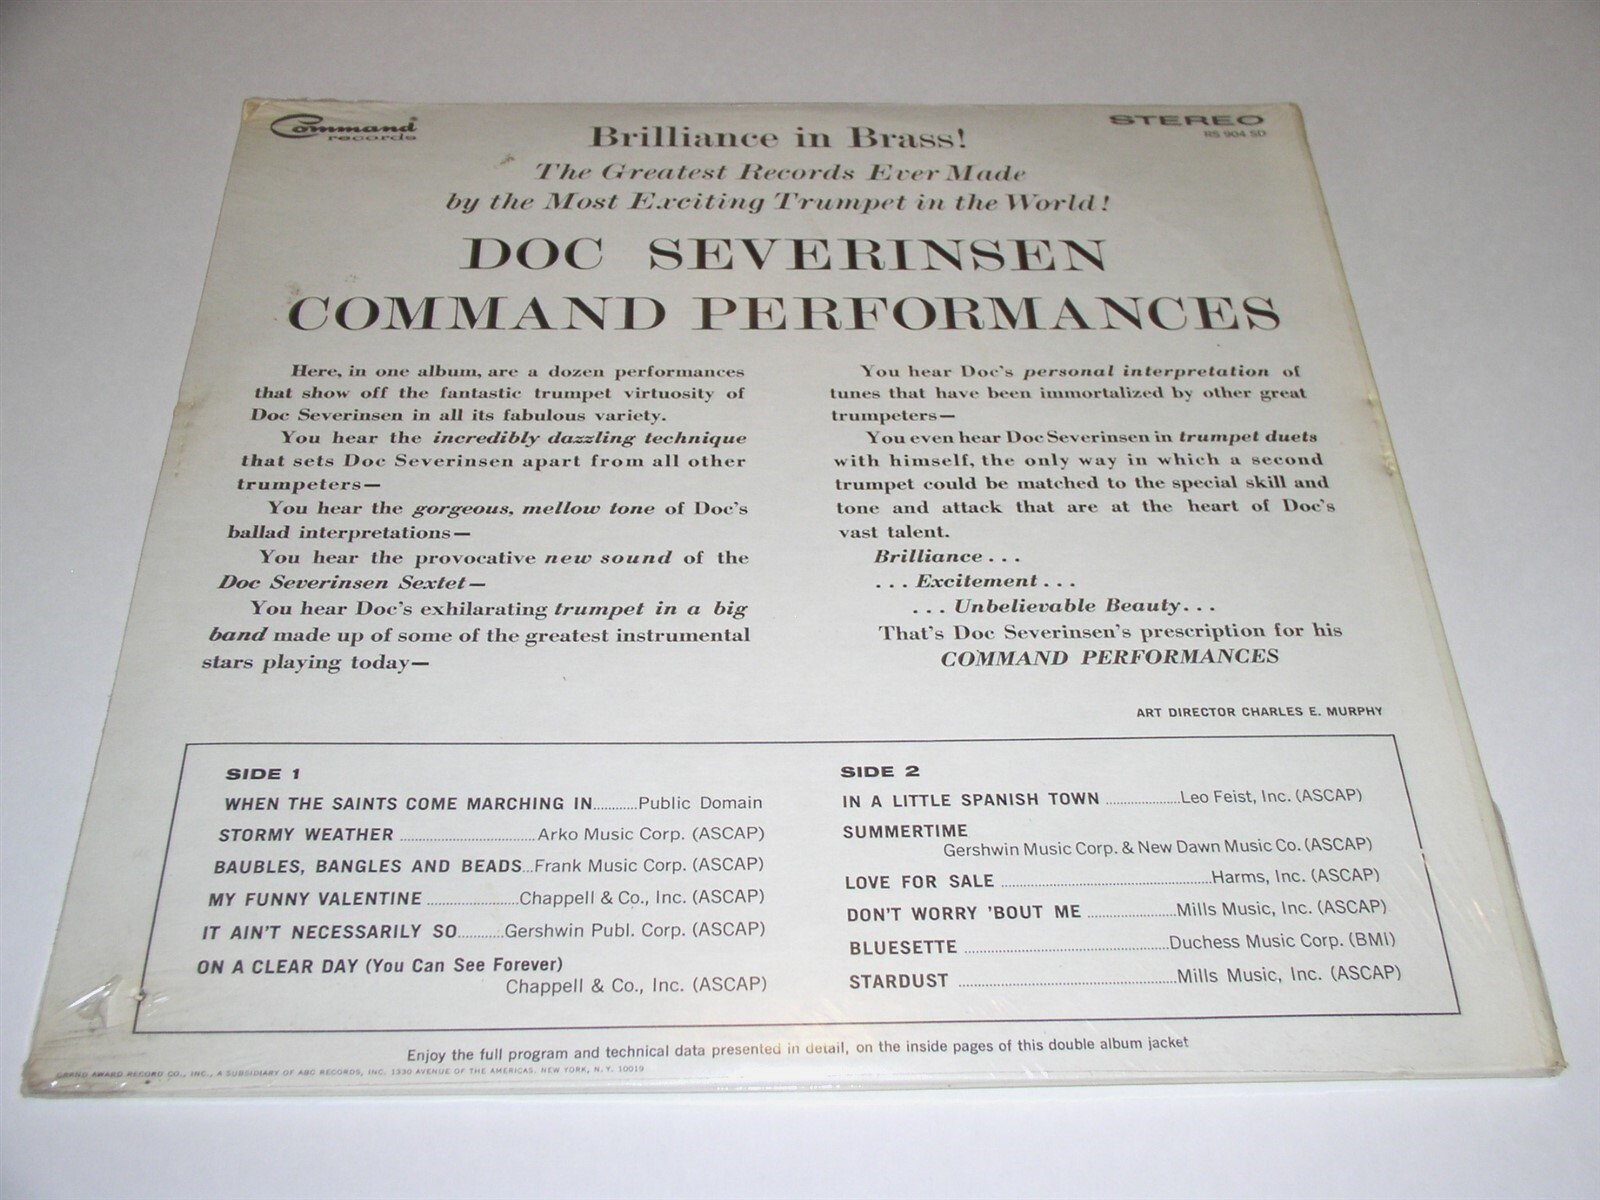 Command®
records
STEREO
RS 904 SD
Brilliance in Brass!
The Greatest Records Ever Made
by the Most Exciting Trumpet in the World!
DOC SEVERINSEN
COMMAND PERFORMANCES
Here, in one album, are a dozen performances
that show off the fantastic trumpet virtuosity of
Doc Severinsen in all its fabulous variety.
You hear the incredibly dazzling technique
that sets Doc Severinsen apart from all other
trumpeters—
You hear the gorgeous, mellow tone of Doc's
ballad interpretations—
You hear the provocative new sound of the
Doc Severinsen Sextet—
You hear Doc's exhilarating trumpet in a big
band made up of some of the greatest instrumental
stars playing today—
You hear Doc's personal interpretation of
tunes that have been immortalized by other great
trumpeters—
You even hear Doc Severinsen in trumpet duets
with himself, the only way in which a second
trumpet could be matched to the special skill and
tone and attack that are at the heart of Doc's
vast talent.
Brilliance . . .
. . . Excitement . . .
. . . Unbelievable Beauty . . .
That's Doc Severinsen's prescription for his
COMMAND PERFORMANCES
ART DIRECTOR CHARLES E. MURPHY
SIDE 1
WHEN THE SAINTS COME MARCHING IN...........Public Domain
STORMY WEATHER ..................................Arko Music Corp. (ASCAP)
BAUBLES, BANGLES AND BEADS...Frank Music Corp. (ASCAP)
MY FUNNY VALENTINE .......................Chappell & Co., Inc. (ASCAP)
IT AIN'T NECESSARILY SO............Gershwin Publ. Corp. (ASCAP)
ON A CLEAR DAY (You Can See Forever)
Chappell & Co., Inc. (ASCAP)
SIDE 2
IN A LITTLE SPANISH TOWN ...................Leo Feist, Inc. (ASCAP)
SUMMERTIME
Gershwin Music Corp. & New Dawn Music Co. (ASCAP)
LOVE FOR SALE .....................................................Harms, Inc. (ASCAP)
DON'T WORRY 'BOUT ME ......................Mills Music, Inc. (ASCAP)
BLUESETTE ...................................................Duchess Music Corp. (BMI)
STARDUST ......................................................Mills Music, Inc. (ASCAP)
Enjoy the full program and technical data presented in detail, on the inside pages of this double album jacket
GRAND AWARD RECORD CO., INC., A SUBSIDIARY OF ABC RECORDS, INC. 1330 AVENUE OF THE AMERICAS, NEW YORK, N. Y. 10019